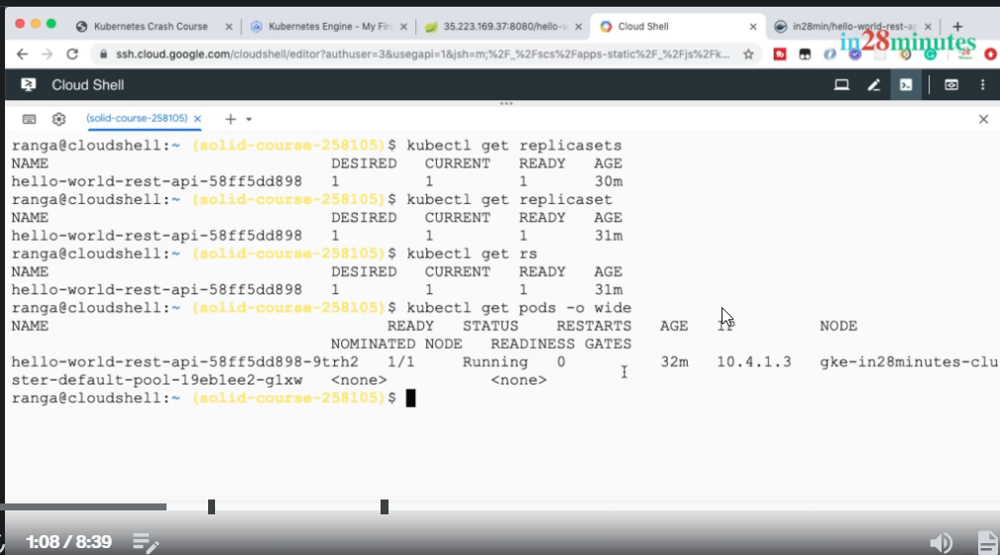 Kubernetes Crash Course
Kubernetes Engine - My Firs
35.223.169.37:8080/hello-w
Cloud Shell
in28min/hello-world-rest-ap
ssh.cloud.google.com/cloudshell/editor?authuser=3&usegapi=1&jsh=m;%2F_%2Fscs%2Fapps-static%2F_%2Fjs%2Fk...
in28minutes
Cloud Shell
(solid-course-258105)
ranga@cloudshell:~ (solid-course-258105)$ kubectl get replicasets
NAME DESIRED CURRENT READY AGE
hello-world-rest-api-58ff5dd898 1 1 1 30m
ranga@cloudshell:~ (solid-course-258105)$ kubectl get replicaset
NAME DESIRED CURRENT READY AGE
hello-world-rest-api-58ff5dd898 1 1 1 31m
ranga@cloudshell:~ (solid-course-258105)$ kubectl get rs
NAME DESIRED CURRENT READY AGE
hello-world-rest-api-58ff5dd898 1 1 1 31m
ranga@cloudshell:~ (solid-course-258105)$ kubectl get pods -o wide
NAME READY STATUS RESTARTS AGE IP NODE
NOMINATED NODE READINESS GATES
hello-world-rest-api-58ff5dd898-9trh2 1/1 Running 0 32m 10.4.1.3 gke-in28minutes-clu
ster-default-pool-19eb1ee2-g1xw <none> <none>
ranga@cloudshell:~ (solid-course-258105)$
1:08 / 8:39